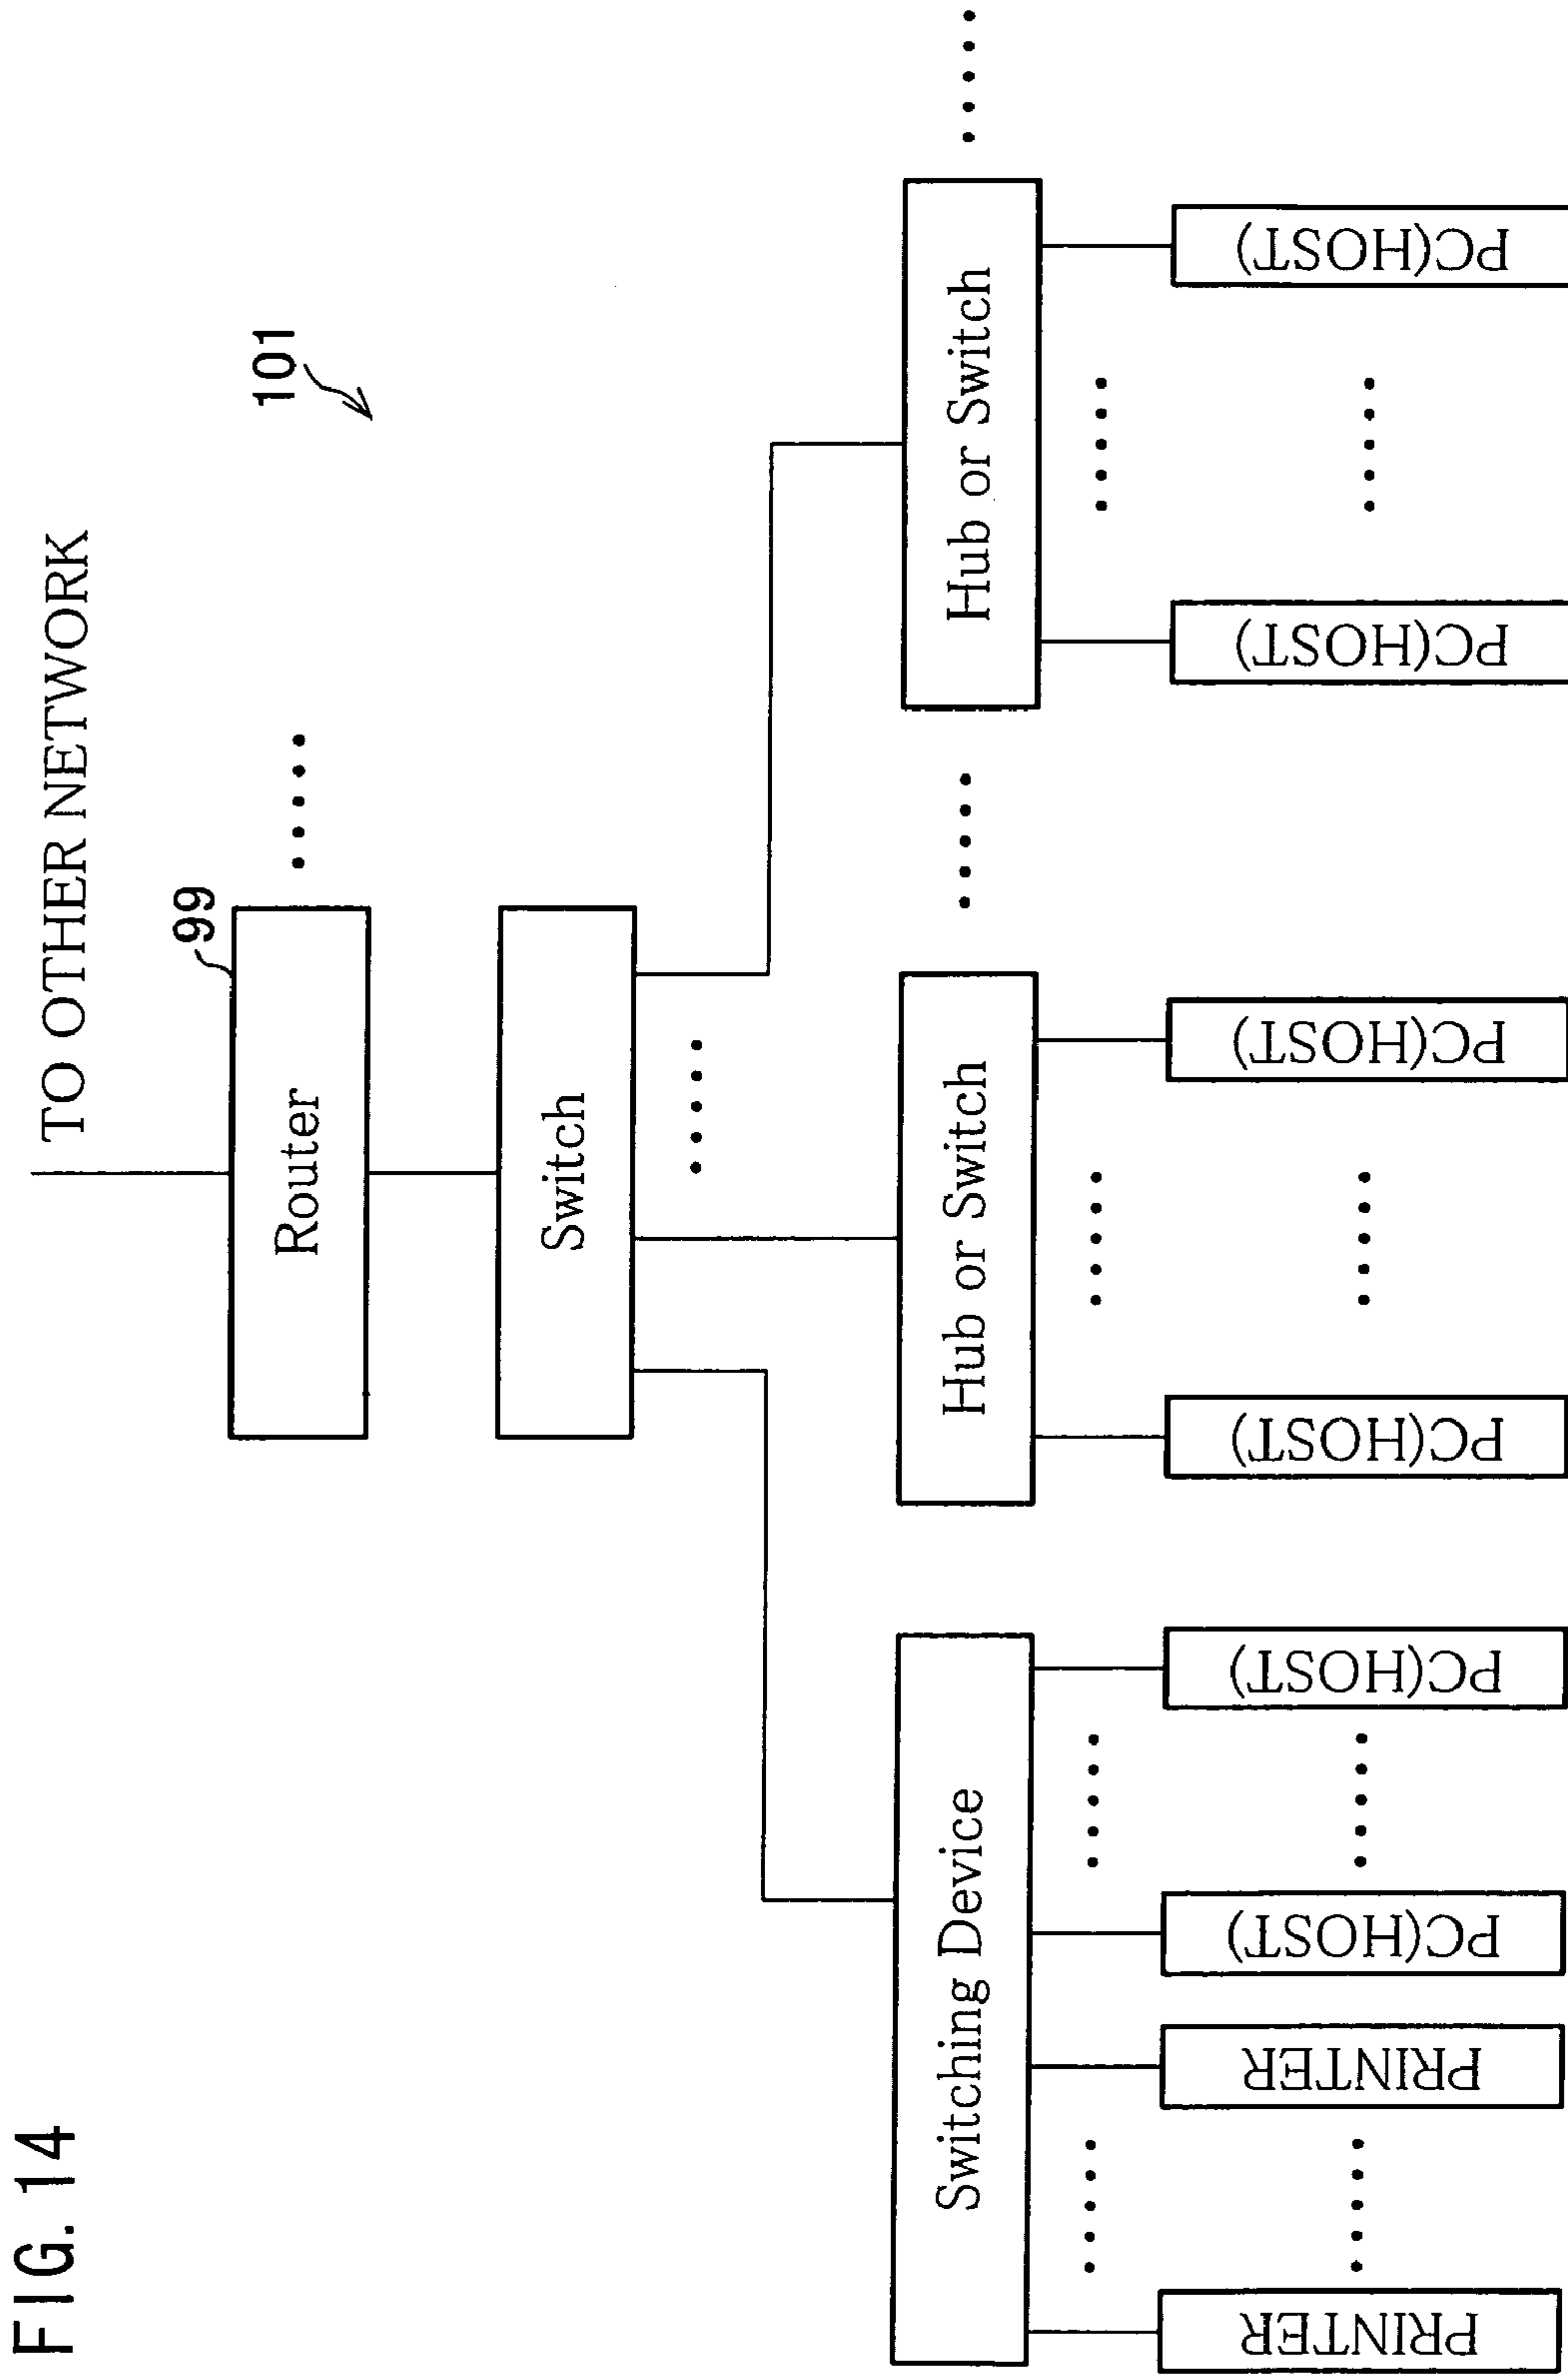 FIG. 14
TO OTHER NETWORK
99
Router
101
Switch
Switching Device
Hub or Switch
Hub or Switch
PRINTER
PRINTER
PC(HOST)
PC(HOST)
PC(HOST)
PC(HOST)
PC(HOST)
PC(HOST)